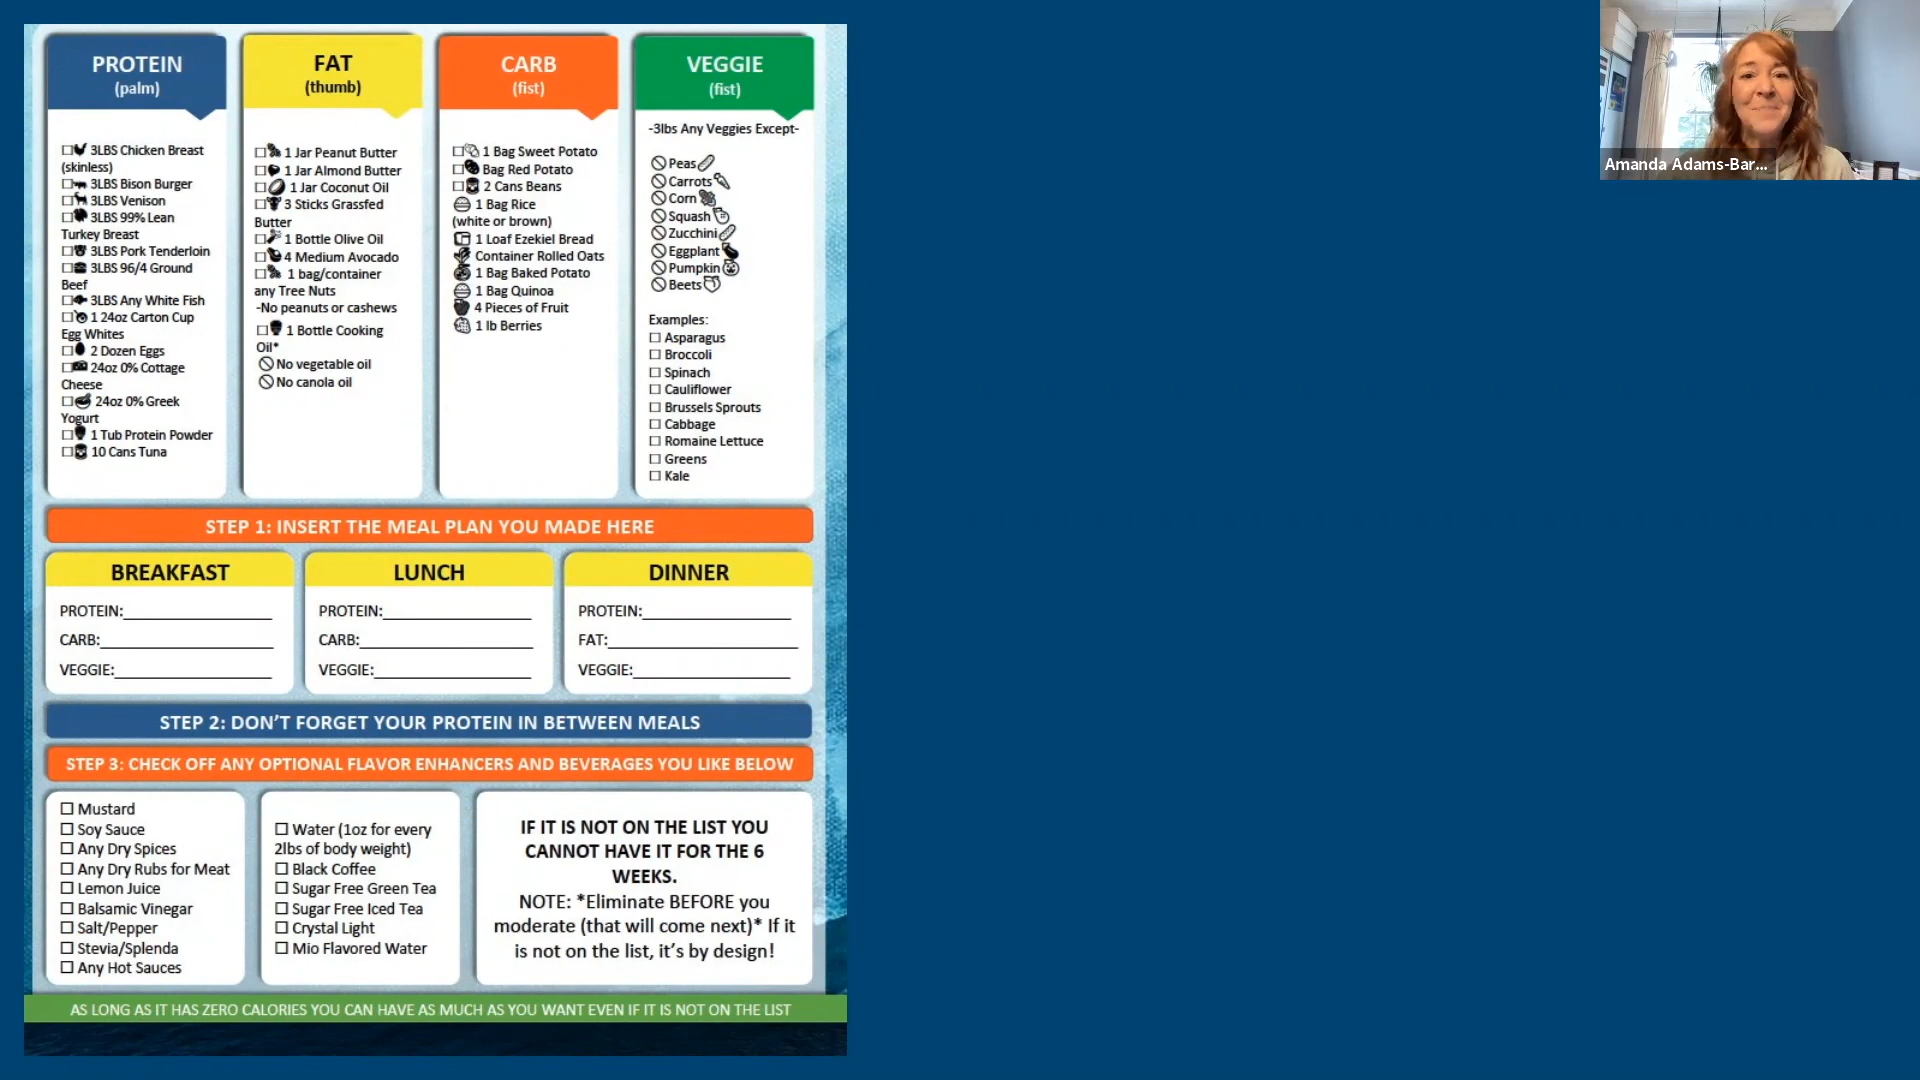 PROTEIN
(palm)
☐ 3LBS Chicken Breast
(skinless)
☐ 3LBS Bison Burger
☐ 3LBS Venison
☐ 3LBS 99% Lean
Turkey Breast
☐ 3LBS Pork Tenderloin
☐ 3LBS 96/4 Ground
Beef
☐ 3LBS Any White Fish
☐ 1 24oz Carton Cup
Egg Whites
☐ 2 Dozen Eggs
☐ 24oz 0% Cottage
Cheese
☐ 24oz 0% Greek
Yogurt
☐ 1 Tub Protein Powder
☐ 10 Cans Tuna
FAT
(thumb)
☐ 1 Jar Peanut Butter
☐ 1 Jar Almond Butter
☐ 1 Jar Coconut Oil
☐ 3 Sticks Grassfed
Butter
☐ 1 Bottle Olive Oil
☐ 4 Medium Avocado
☐ 1 bag/container
any Tree Nuts
-No peanuts or cashews
☐ 1 Bottle Cooking
Oil*
No vegetable oil
No canola oil
CARB
(fist)
☐ 1 Bag Sweet Potato
☐ Bag Red Potato
☐ 2 Cans Beans
1 Bag Rice
(white or brown)
1 Loaf Ezekiel Bread
Container Rolled Oats
1 Bag Baked Potato
1 Bag Quinoa
4 Pieces of Fruit
1 lb Berries
VEGGIE
(fist)
-3lbs Any Veggies Except-
Peas
Carrots
Corn
Squash
Zucchini
Eggplant
Pumpkin
Beets
Examples:
☐ Asparagus
☐ Broccoli
☐ Spinach
☐ Cauliflower
☐ Brussels Sprouts
☐ Cabbage
☐ Romaine Lettuce
☐ Greens
☐ Kale
STEP 1: INSERT THE MEAL PLAN YOU MADE HERE
BREAKFAST
PROTEIN:
CARB:
VEGGIE:
LUNCH
PROTEIN:
CARB:
VEGGIE:
DINNER
PROTEIN:
FAT:
VEGGIE:
STEP 2: DON'T FORGET YOUR PROTEIN IN BETWEEN MEALS
STEP 3: CHECK OFF ANY OPTIONAL FLAVOR ENHANCERS AND BEVERAGES YOU LIKE BELOW
☐ Mustard
☐ Soy Sauce
☐ Any Dry Spices
☐ Any Dry Rubs for Meat
☐ Lemon Juice
☐ Balsamic Vinegar
☐ Salt/Pepper
☐ Stevia/Splenda
☐ Any Hot Sauces
☐ Water (1oz for every
2lbs of body weight)
☐ Black Coffee
☐ Sugar Free Green Tea
☐ Sugar Free Iced Tea
☐ Crystal Light
☐ Mio Flavored Water
IF IT IS NOT ON THE LIST YOU
CANNOT HAVE IT FOR THE 6
WEEKS.
NOTE: *Eliminate BEFORE you
moderate (that will come next)* If it
is not on the list, it's by design!
AS LONG AS IT HAS ZERO CALORIES YOU CAN HAVE AS MUCH AS YOU WANT EVEN IF IT IS NOT ON THE LIST
Amanda Adams-Bar...